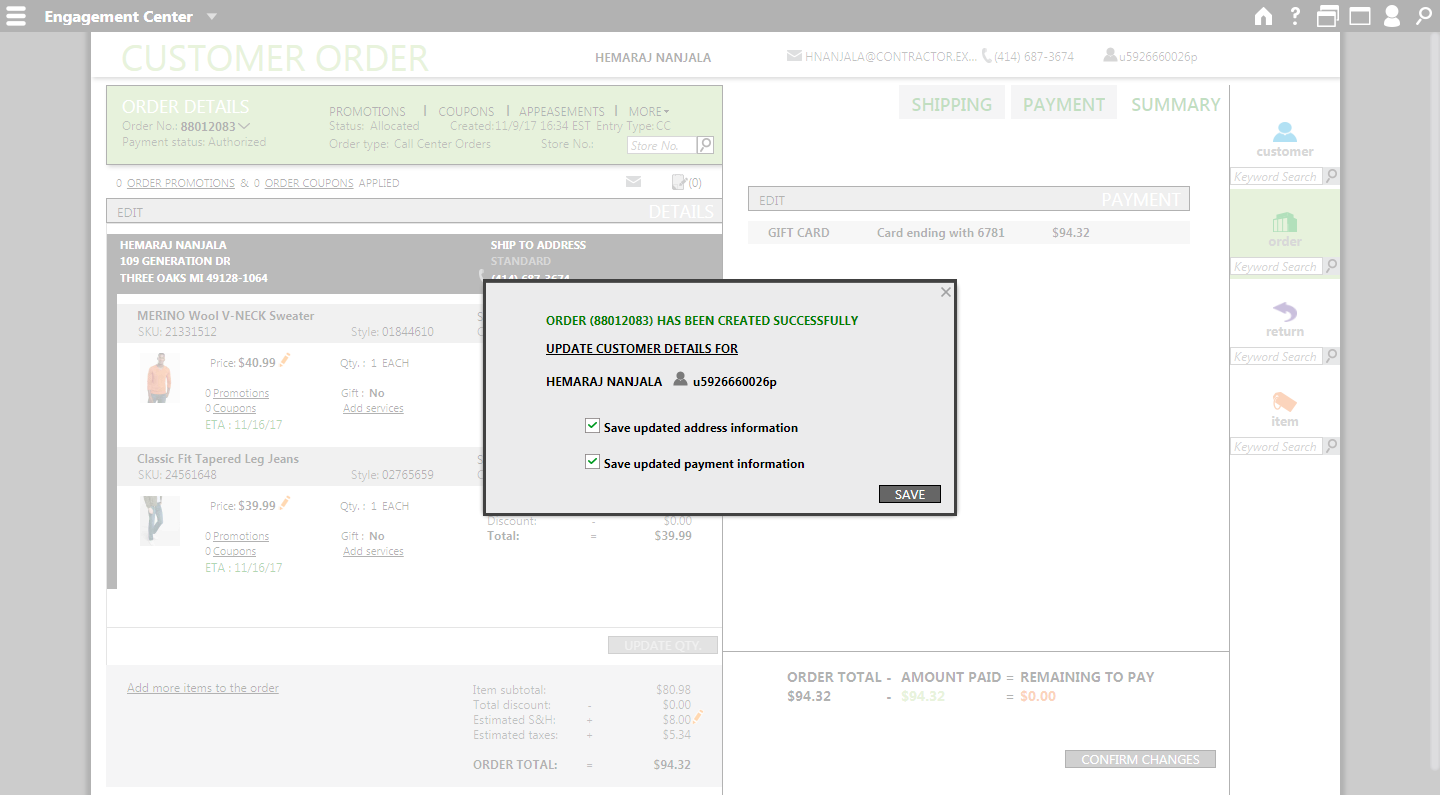 Engagement Center
CUSTOMER ORDER
HEMARAJ NANJALA
HNANJALA@CONTRACTOR.EX...
(414) 687-3674
u5926660026p
ORDER DETAILS
Order No.: 88012083
Payment status: Authorized
PROMOTIONS | COUPONS | APPEASEMENTS | MORE
Status: Allocated Created:11/9/17 16:34 EST Entry Type: CC
Order type: Call Center Orders Store No.: Store No.
0 ORDER PROMOTIONS & 0 ORDER COUPONS APPLIED
(0)
EDIT DETAILS
HEMARAJ NANJALA
109 GENERATION DR
THREE OAKS MI 49128-1064
SHIP TO ADDRESS
STANDARD
(414) 687-3674
MERINO Wool V-NECK Sweater
SKU: 21331512 Style: 01844610
Price: $40.99 Qty. : 1 EACH
0 Promotions Gift : No
0 Coupons Add services
ETA : 11/16/17
Classic Fit Tapered Leg Jeans
SKU: 24561648 Style: 02765659
Price: $39.99 Qty. : 1 EACH
0 Promotions Gift : No
0 Coupons Add services
ETA : 11/16/17
Discount: - $0.00
Total: = $39.99
UPDATE QTY.
Add more items to the order
Item subtotal: $80.98
Total discount: - $0.00
Estimated S&H: + $8.00
Estimated taxes: + $5.34
ORDER TOTAL: = $94.32
SHIPPING PAYMENT SUMMARY
EDIT PAYMENT
GIFT CARD Card ending with 6781 $94.32
ORDER (88012083) HAS BEEN CREATED SUCCESSFULLY
UPDATE CUSTOMER DETAILS FOR
HEMARAJ NANJALA u5926660026p
Save updated address information
Save updated payment information
SAVE
ORDER TOTAL - AMOUNT PAID = REMAINING TO PAY
$94.32 - $94.32 = $0.00
CONFIRM CHANGES
customer
Keyword Search
order
Keyword Search
return
Keyword Search
item
Keyword Search